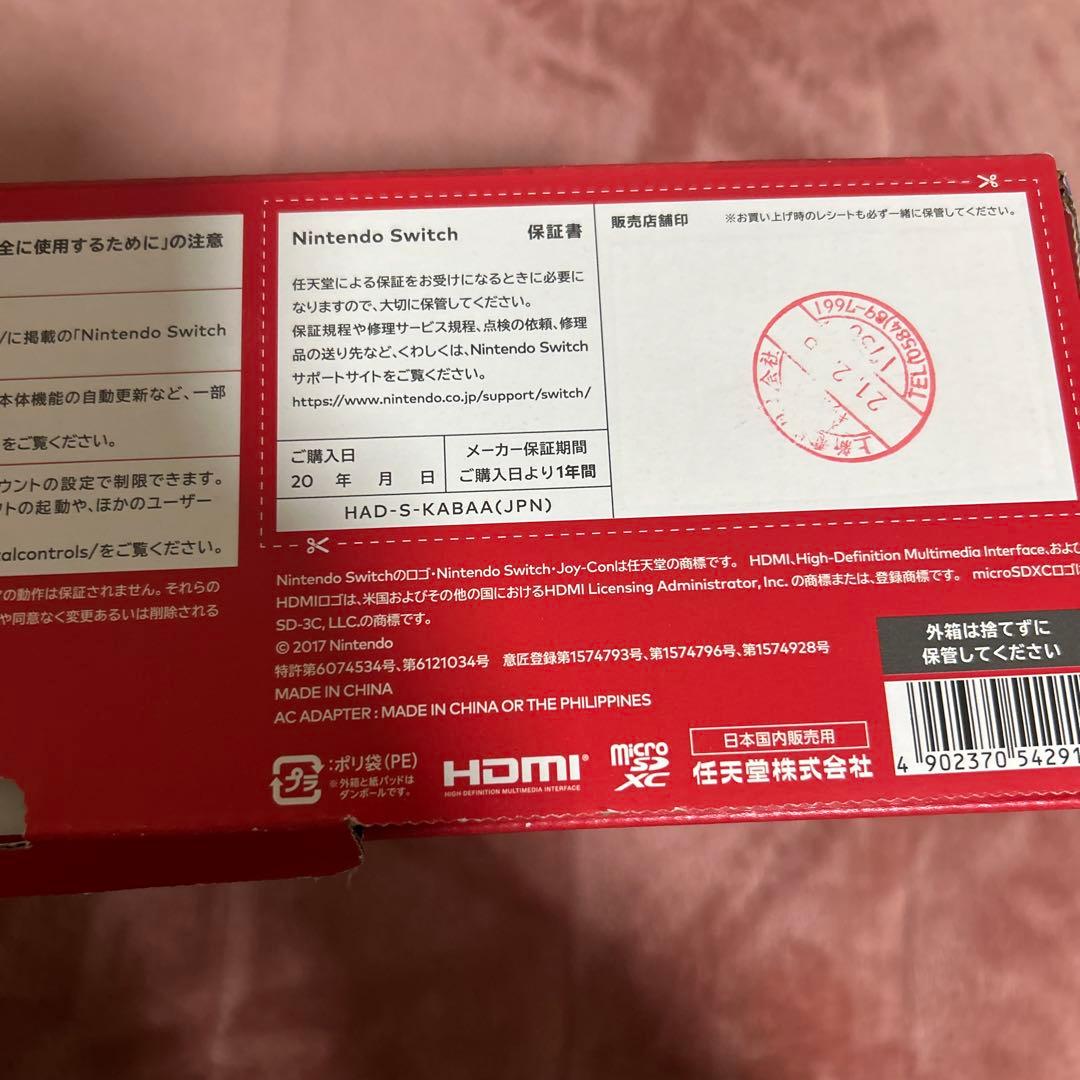 全に使用するために」の注意
/に掲載の「Nintendo Switch
本体機能の自動更新など、一部
をご覧ください。
ウントの設定で制限できます。
トの起動や、ほかのユーザー
talcontrols/をご覧ください。
の動作は保証されません。それらの
や同意なく変更あるいは削除される
Nintendo Switch 保証書
任天堂による保証をお受けになるときに必要に
なりますので、大切に保管してください。
保証規程や修理サービス規程、点検の依頼、修理
品の送り先など、くわしくは、Nintendo Switch
サポートサイトをご覧ください。
https://www.nintendo.co.jp/support/switch/
ご購入日
20 年 月 日
メーカー保証期間
ご購入日より1年間
HAD-S-KABAA(JPN)
販売店舗印 ※お買い上げ時のレシートも必ず一緒に保管してください。
TEL(0584)89-7661
21.2.
会社
上新
Nintendo Switchのロゴ・Nintendo Switch・Joy-Conは任天堂の商標です。 HDMI、High-Definition Multimedia Interface、およ
HDMIロゴは、米国およびその他の国におけるHDMI Licensing Administrator, Inc. の商標または、登録商標です。 microSDXCロゴ
SD-3C, LLC.の商標です。
© 2017 Nintendo
特許第6074534号、第6121034号 意匠登録第1574793号、第1574796号、第1574928号
MADE IN CHINA
AC ADAPTER : MADE IN CHINA OR THE PHILIPPINES
プラ
:ポリ袋(PE)
※外箱と紙パッドは
ダンボールです。
HDMI®
HIGH-DEFINITION MULTIMEDIA INTERFACE
micro
SD
XC
日本国内販売用
任天堂株式会社
外箱は捨てずに
保管してください
4 902370 54291